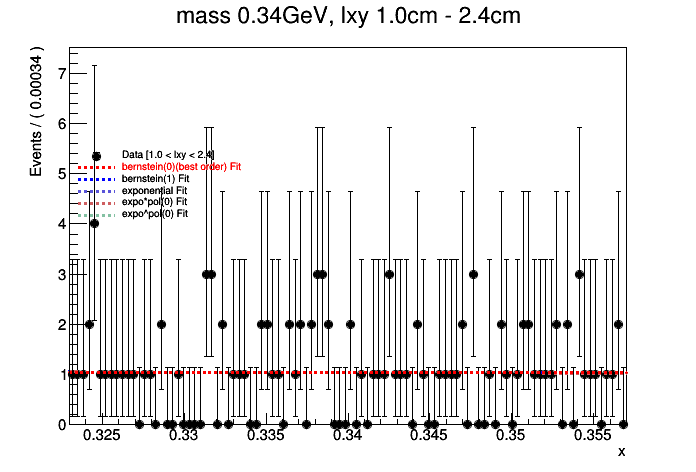 mass 0.34GeV, lxy 1.0cm - 2.4cm
Events / ( 0.00034 )
7
6
5
4
3
2
1
0
Data [1.0 < lxy < 2.4]
bernstein(0)(best order) Fit
bernstein(1) Fit
exponential Fit
expo*pol(0) Fit
expo^pol(0) Fit
0.325 0.33 0.335 0.34 0.345 0.35 0.355
x